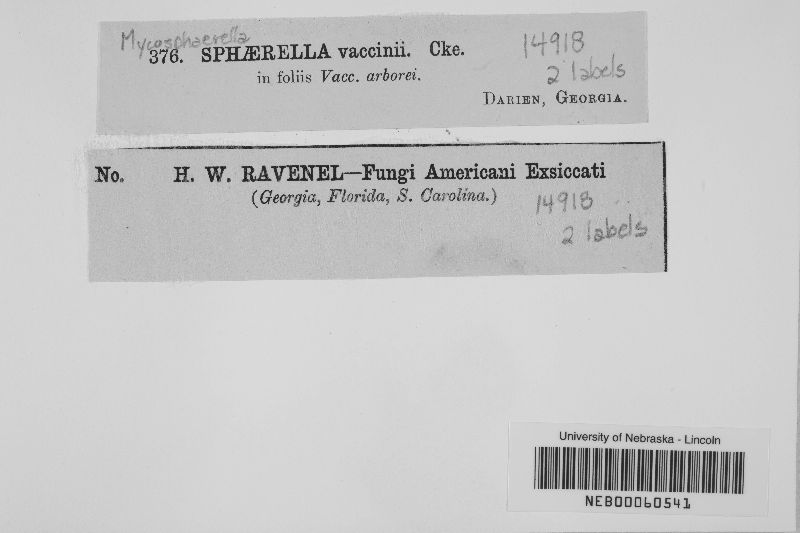 Mycosphaerella
376. SPHÆRELLA vaccinii. Cke.
14918
in foliis Vacc. arborei.
2 labels
DARIEN, GEORGIA.
No. H. W. RAVENEL—Fungi Americani Exsiccati
(Georgia, Florida, S. Carolina.)
14918
2 labels
University of Nebraska - Lincoln
NEB00060541